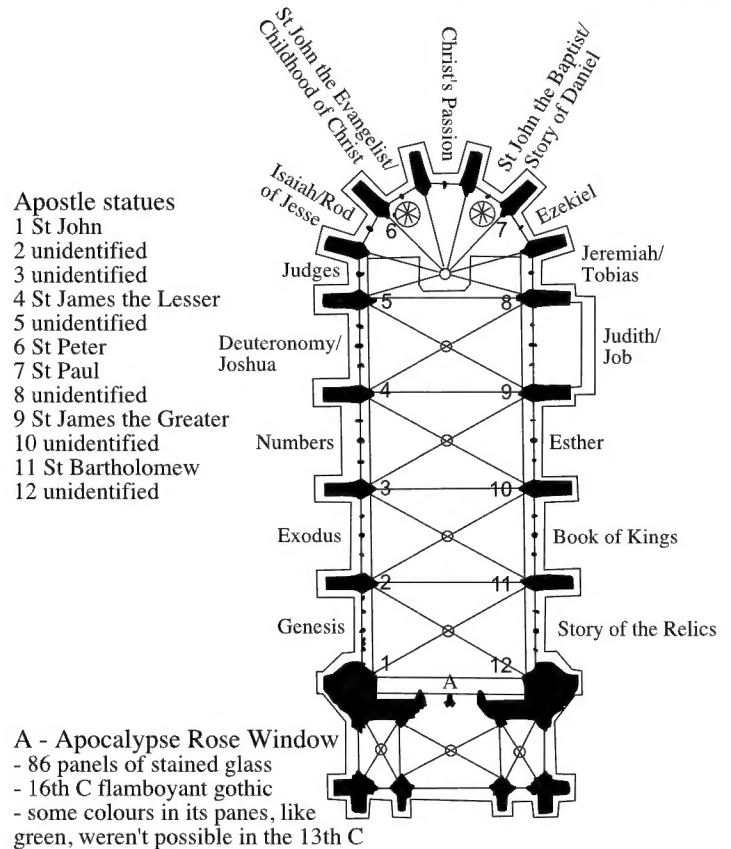 St John the Evangelist/
Childhood of Christ
Christ's Passion
St John the Baptist/
Story of Daniel
Isaiah/Rod
of Jesse
Ezekiel
6
7
Apostle statues
1 St John
2 unidentified
3 unidentified
4 St James the Lesser
5 unidentified
6 St Peter
7 St Paul
8 unidentified
9 St James the Greater
10 unidentified
11 St Bartholomew
12 unidentified
Judges
Jeremiah/
Tobias
5
8
Deuteronomy/
Joshua
Judith/
Job
4
9
Numbers
Esther
3
10
Exodus
Book of Kings
2
11
Genesis
Story of the Relics
1
12
A
A - Apocalypse Rose Window
- 86 panels of stained glass
- 16th C flamboyant gothic
- some colours in its panes, like
green, weren't possible in the 13th C